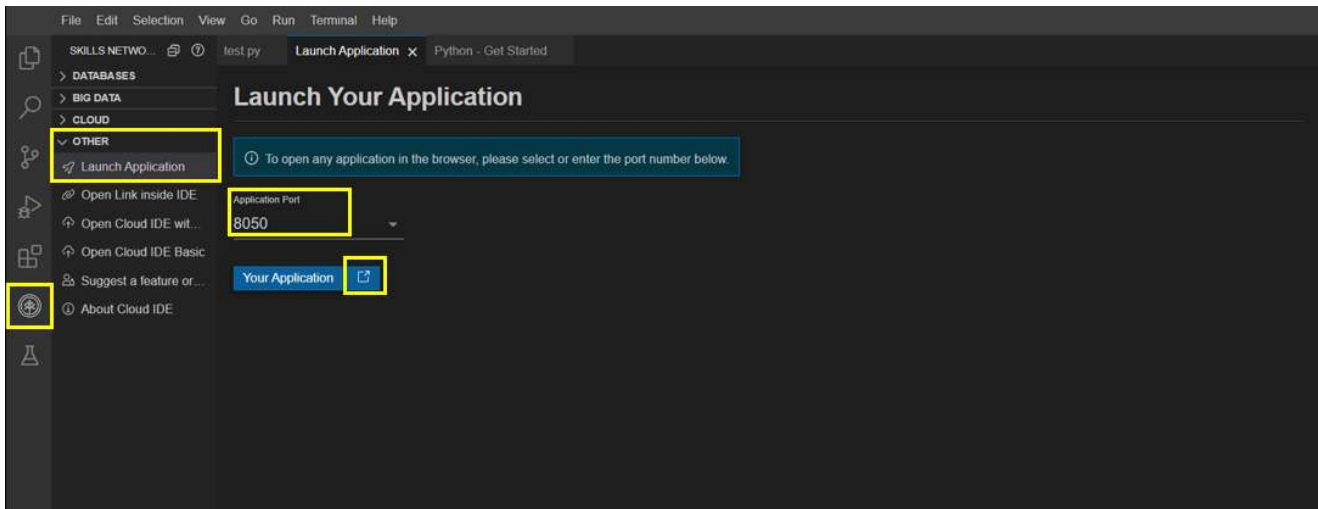 File Edit Selection View Go Run Terminal Help
SKILLS NETWO...
test.py Launch Application Python - Get Started
DATABASES
BIG DATA
CLOUD
OTHER
Launch Application
Open Link inside IDE
Open Cloud IDE wit...
Open Cloud IDE Basic
Suggest a feature or...
About Cloud IDE
Launch Your Application
To open any application in the browser, please select or enter the port number below.
Application Port
8050
Your Application